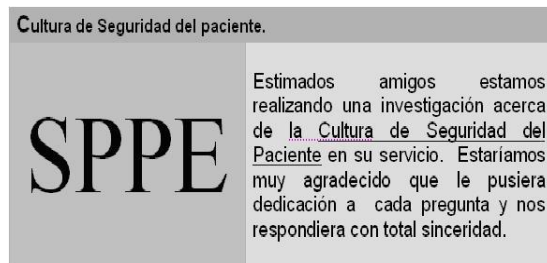 Cultura de Seguridad del paciente.
SPPE
Estimados amigos estamos
realizando una investigación acerca
de la Cultura de Seguridad del
Paciente en su servicio. Estaríamos
muy agradecido que le pusiera
dedicación a cada pregunta y nos
respondiera con total sinceridad.